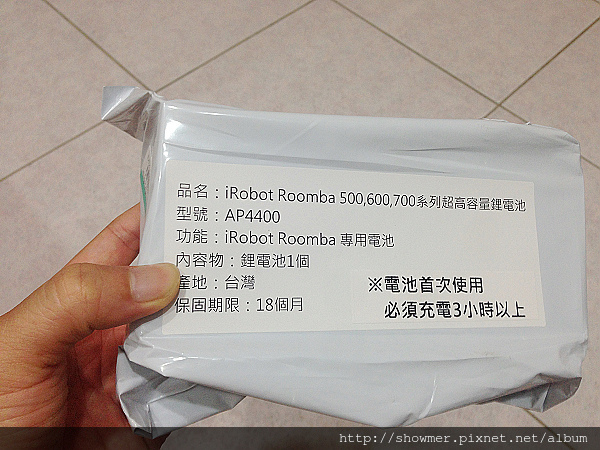 品名：iRobot Roomba 500,600,700系列超高容量鋰電池
型號：AP4400
功能：iRobot Roomba 專用電池
內容物：鋰電池1個
產地：台灣
保固期限：18個月
※電池首次使用
必須充電3小時以上
http://showmer.pixnet.net/album